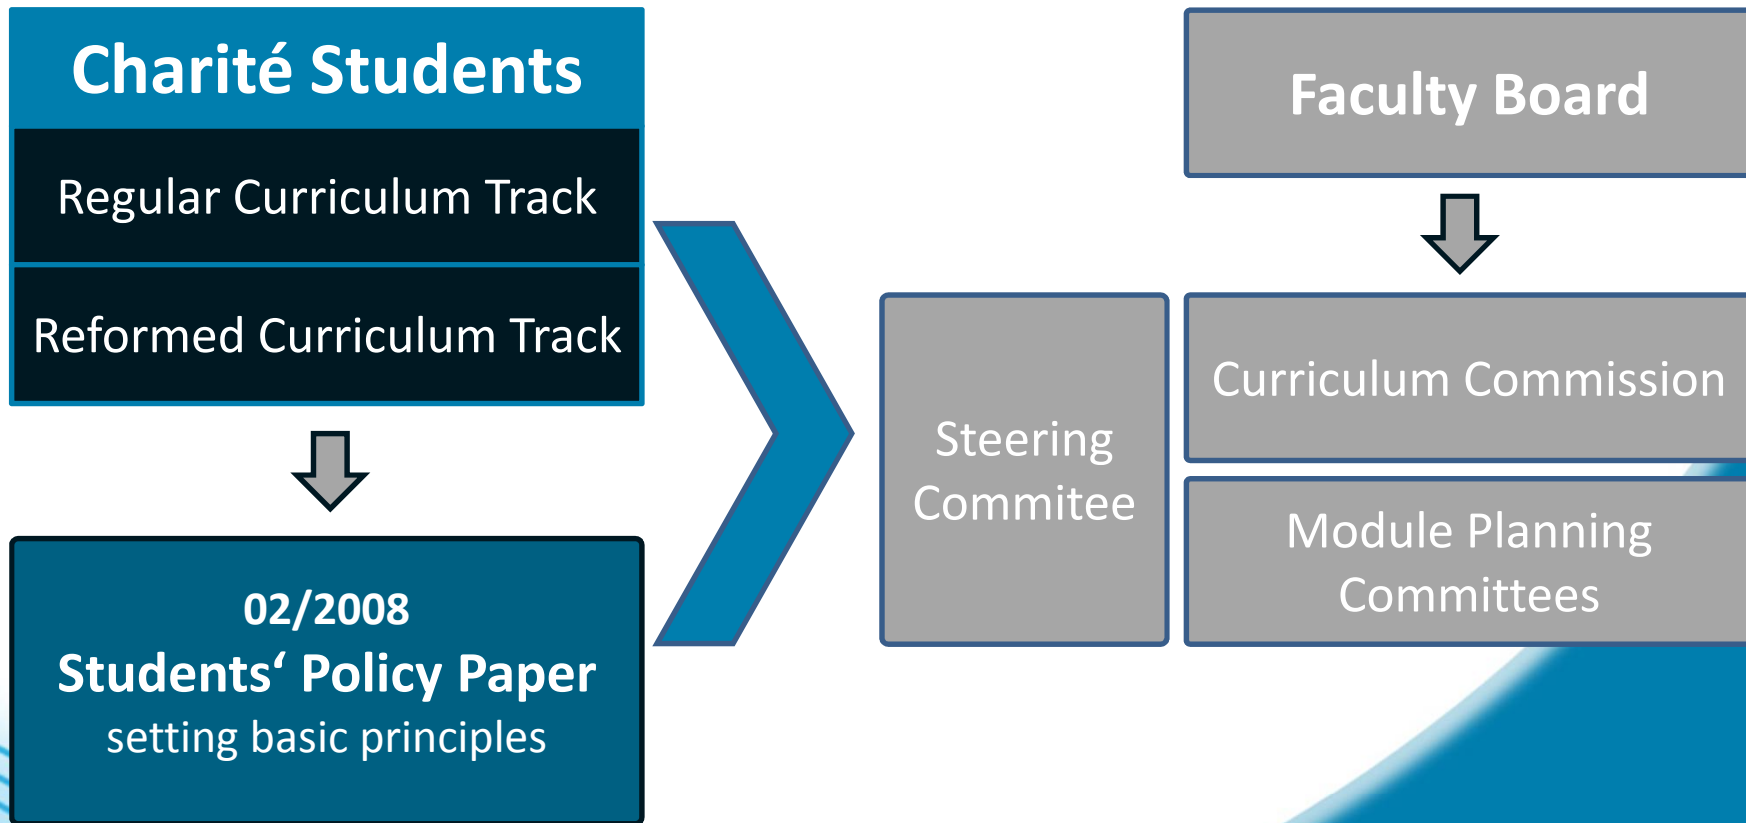 Charité Students
Regular Curriculum Track
Reformed Curriculum Track
02/2008
Students‘ Policy Paper
setting basic principles
Faculty Board
Steering
Commitee
Curriculum Commission
Module Planning
Committees